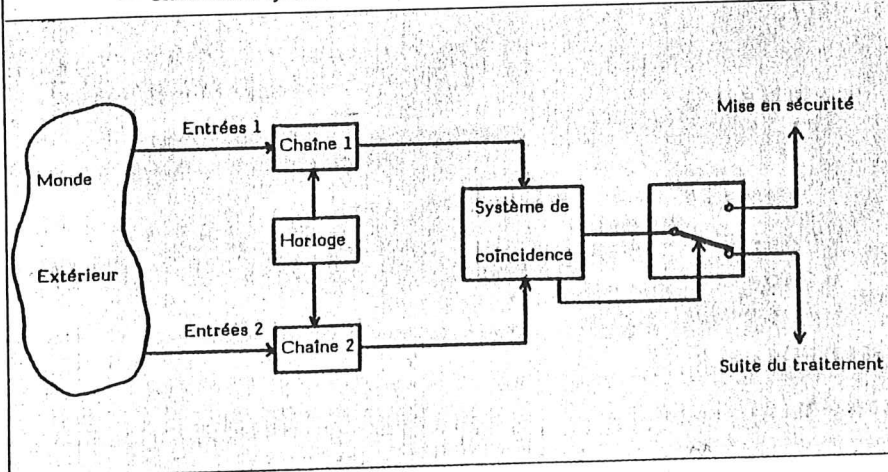 Mise en sécurité
Entrées 1
Chaîne 1
Monde
Système de
Horloge
coïncidence
Extérieur
Entrées 2
Chaîne 2
Suite du traitement